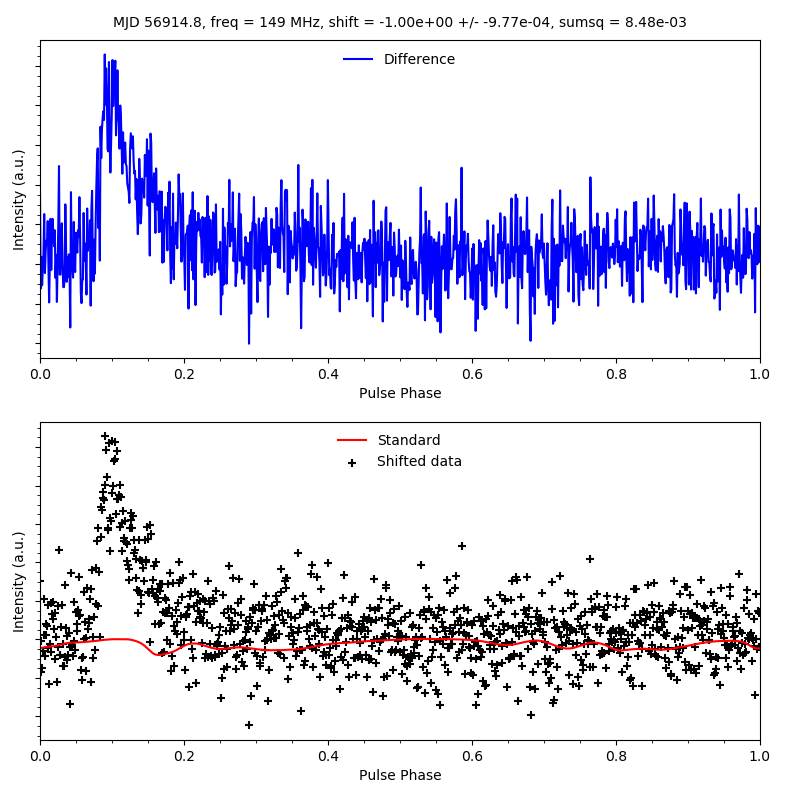 MJD 56914.8, freq = 149 MHz, shift = -1.00e+00 +/- -9.77e-04, sumsq = 8.48e-03
Difference
Intensity (a.u.)
0.0 0.2 0.4 0.6 0.8 1.0
Pulse Phase
Standard
Shifted data
Intensity (a.u.)
0.0 0.2 0.4 0.6 0.8 1.0
Pulse Phase